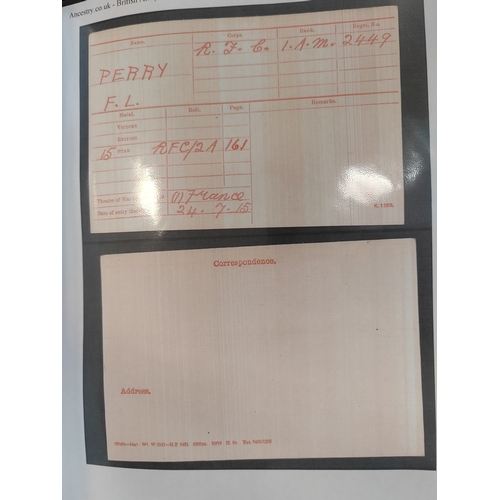 Ancestry.co.uk - British
Name. Corps. Rank. Regtl. No.
R. F. C. 1. A. M. 2449
PERRY
F. L.
Medal. Roll. Page. Remarks.
VICTORY
BRITISH
15 STAR RFC/2A 161
Theatre of War (1) France
Date of entry 24. 7. 15
K. 1380.
Correspondence.
Address.